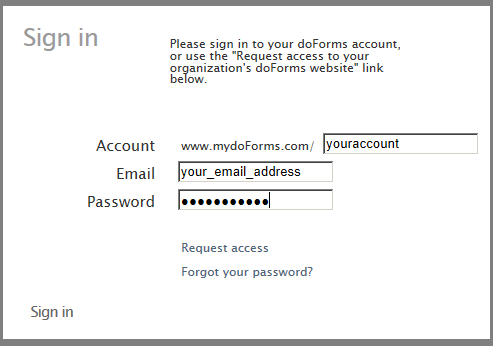 Sign in
Please sign in to your doForms account,
or use the "Request access to your
organization's doForms website" link
below.
Account www.mydoForms.com/ youraccount
Email your_email_address
Password ●●●●●●●●●●●
Request access
Forgot your password?
Sign in